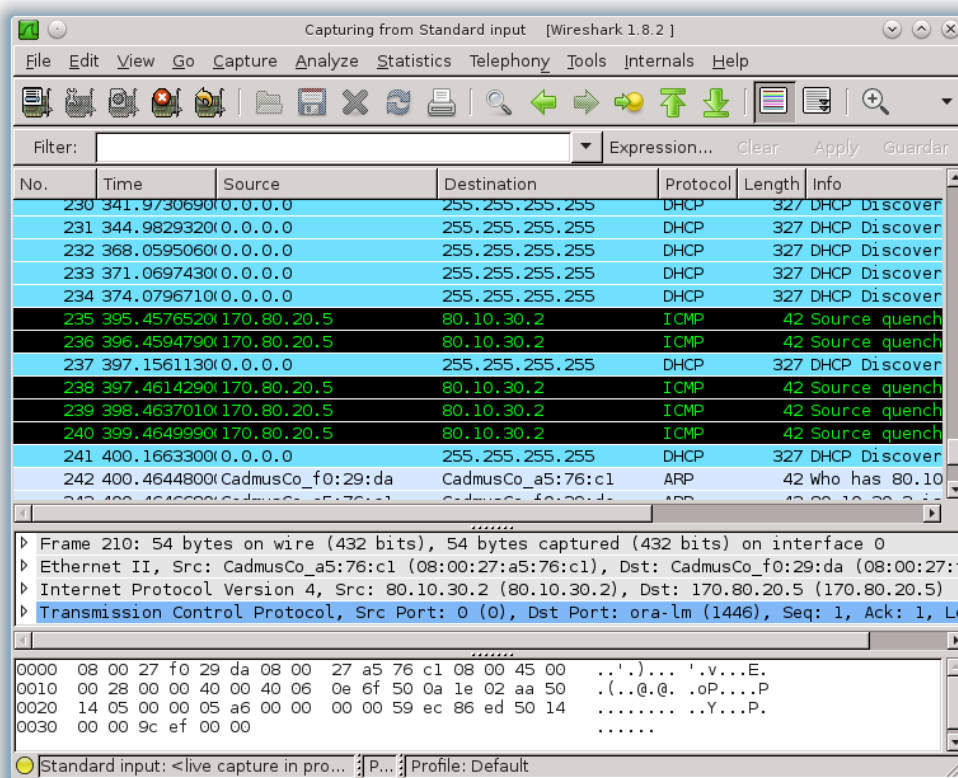 Capturing from Standard input [Wireshark 1.8.2 ]
File Edit View Go Capture Analyze Statistics Telephony Tools Internals Help
Filter: Expression... Clear Apply Guardar
No. Time Source Destination Protocol Length Info
230 341.97306900(0.0.0.0 255.255.255.255 DHCP 327 DHCP Discover
231 344.98293200(0.0.0.0 255.255.255.255 DHCP 327 DHCP Discover
232 368.05950600(0.0.0.0 255.255.255.255 DHCP 327 DHCP Discover
233 371.06974300(0.0.0.0 255.255.255.255 DHCP 327 DHCP Discover
234 374.07967100(0.0.0.0 255.255.255.255 DHCP 327 DHCP Discover
235 395.45765200(170.80.20.5 80.10.30.2 ICMP 42 Source quench
236 396.45947900(170.80.20.5 80.10.30.2 ICMP 42 Source quench
237 397.15611300(0.0.0.0 255.255.255.255 DHCP 327 DHCP Discover
238 397.46142900(170.80.20.5 80.10.30.2 ICMP 42 Source quench
239 398.46370100(170.80.20.5 80.10.30.2 ICMP 42 Source quench
240 399.46499900(170.80.20.5 80.10.30.2 ICMP 42 Source quench
241 400.16633000(0.0.0.0 255.255.255.255 DHCP 327 DHCP Discover
242 400.46448000(CadmusCo_f0:29:da CadmusCo_a5:76:c1 ARP 42 Who has 80.10
Frame 210: 54 bytes on wire (432 bits), 54 bytes captured (432 bits) on interface 0
Ethernet II, Src: CadmusCo_a5:76:c1 (08:00:27:a5:76:c1), Dst: CadmusCo_f0:29:da (08:00:27:
Internet Protocol Version 4, Src: 80.10.30.2 (80.10.30.2), Dst: 170.80.20.5 (170.80.20.5)
Transmission Control Protocol, Src Port: 0 (0), Dst Port: ora-lm (1446), Seq: 1, Ack: 1, L
0000 08 00 27 f0 29 da 08 00 27 a5 76 c1 08 00 45 00 ..'.)... '.v...E.
0010 00 28 00 00 40 00 40 06 0e 6f 50 0a 1e 02 aa 50 .(..@.@. .oP....P
0020 14 05 00 00 05 a6 00 00 00 00 59 ec 86 ed 50 14 ........ ..Y...P.
0030 00 00 9c ef 00 00 ......
Standard input: <live capture in pro... P... Profile: Default